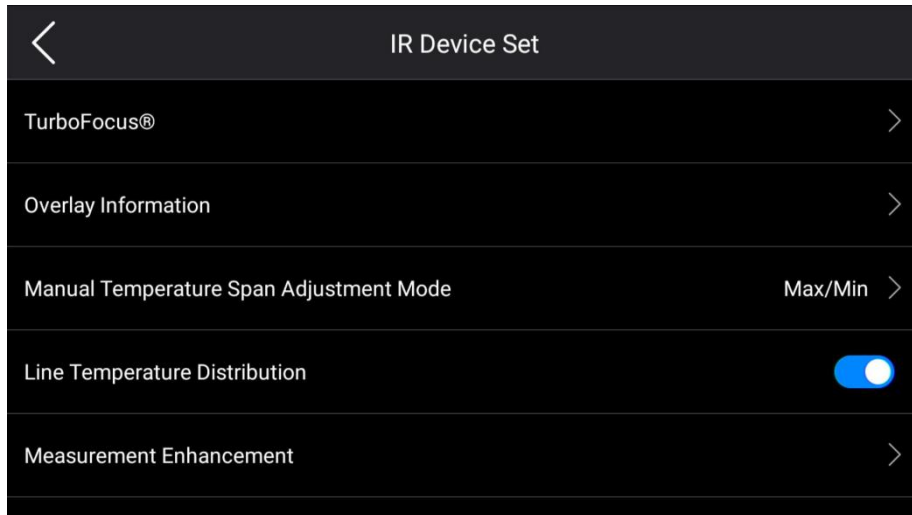 IR Device Set
TurboFocus®
Overlay Information
Manual Temperature Span Adjustment Mode Max/Min
Line Temperature Distribution
Measurement Enhancement